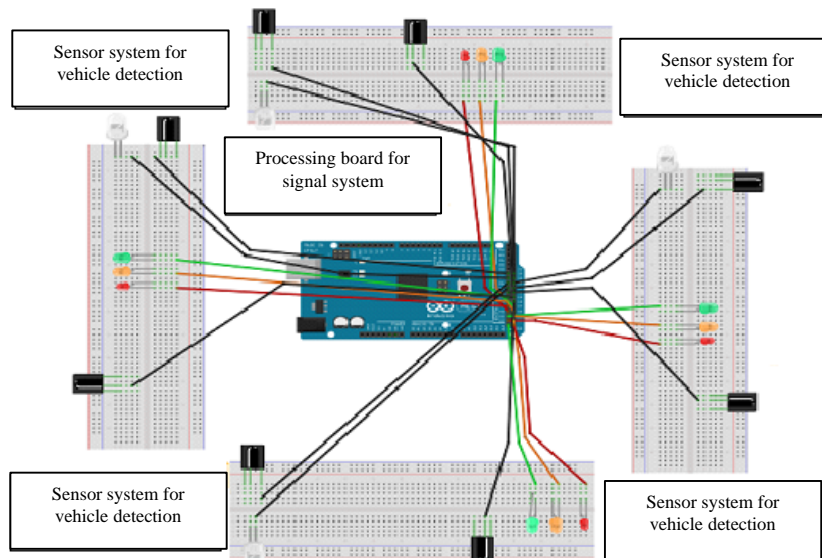 Sensor system for
vehicle detection
Sensor system for
vehicle detection
Processing board for
signal system
Sensor system for
vehicle detection
Sensor system for
vehicle detection